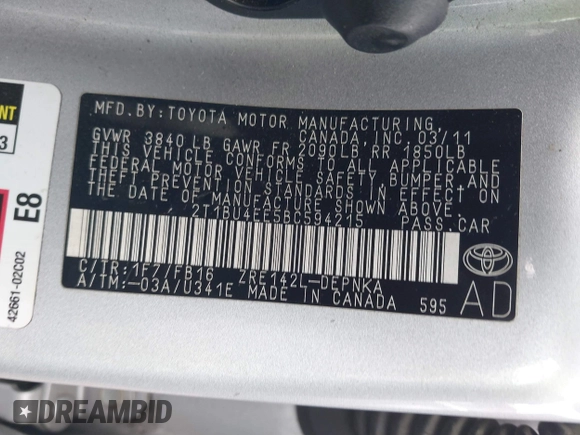 MFD. BY: TOYOTA MOTOR MANUFACTURING,
CANADA, INC. 03/11
GVWR 3840LB GAWR FR 2090LB RR 1850LB
THIS VEHICLE CONFORMS TO ALL APPLICABLE
FEDERAL MOTOR VEHICLE SAFETY, BUMPER, AND
THEFT PREVENTION STANDARDS IN EFFECT ON
THE DATE OF MANUFACTURE SHOWN ABOVE.
2T1BU4EE5BC594215 PASS.CAR
C/TR:1F7/FB16 ZRE142L-DEPNKA
A/TM:-03A/U341E MADE IN CANADA 595
AD
E8
42661-02C02
3
DREAMBID